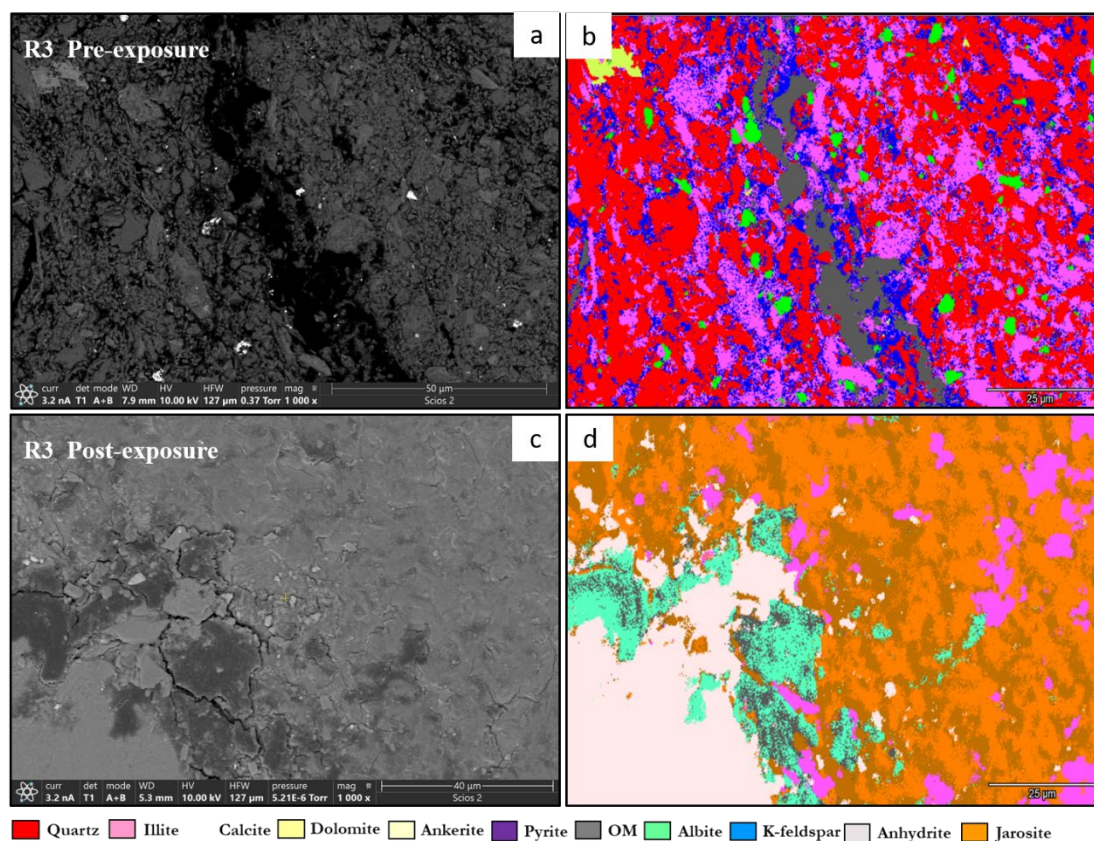 R3 Pre-exposure
a
curr det mode WD HV HFW pressure mag
3.2 nA T1 A+B 7.9 mm 10.00 kV 127 µm 0.37 Torr 1 000 x
50 µm
Scios 2
b
25 µm
R3 Post-exposure
c
curr det mode WD HV HFW pressure mag
3.2 nA T1 A+B 5.3 mm 10.00 kV 127 µm 5.21E-6 Torr 1 000 x
40 µm
Scios 2
d
25 µm
Quartz Illite Calcite Dolomite Ankerite Pyrite OM Albite K-feldspar Anhydrite Jarosite